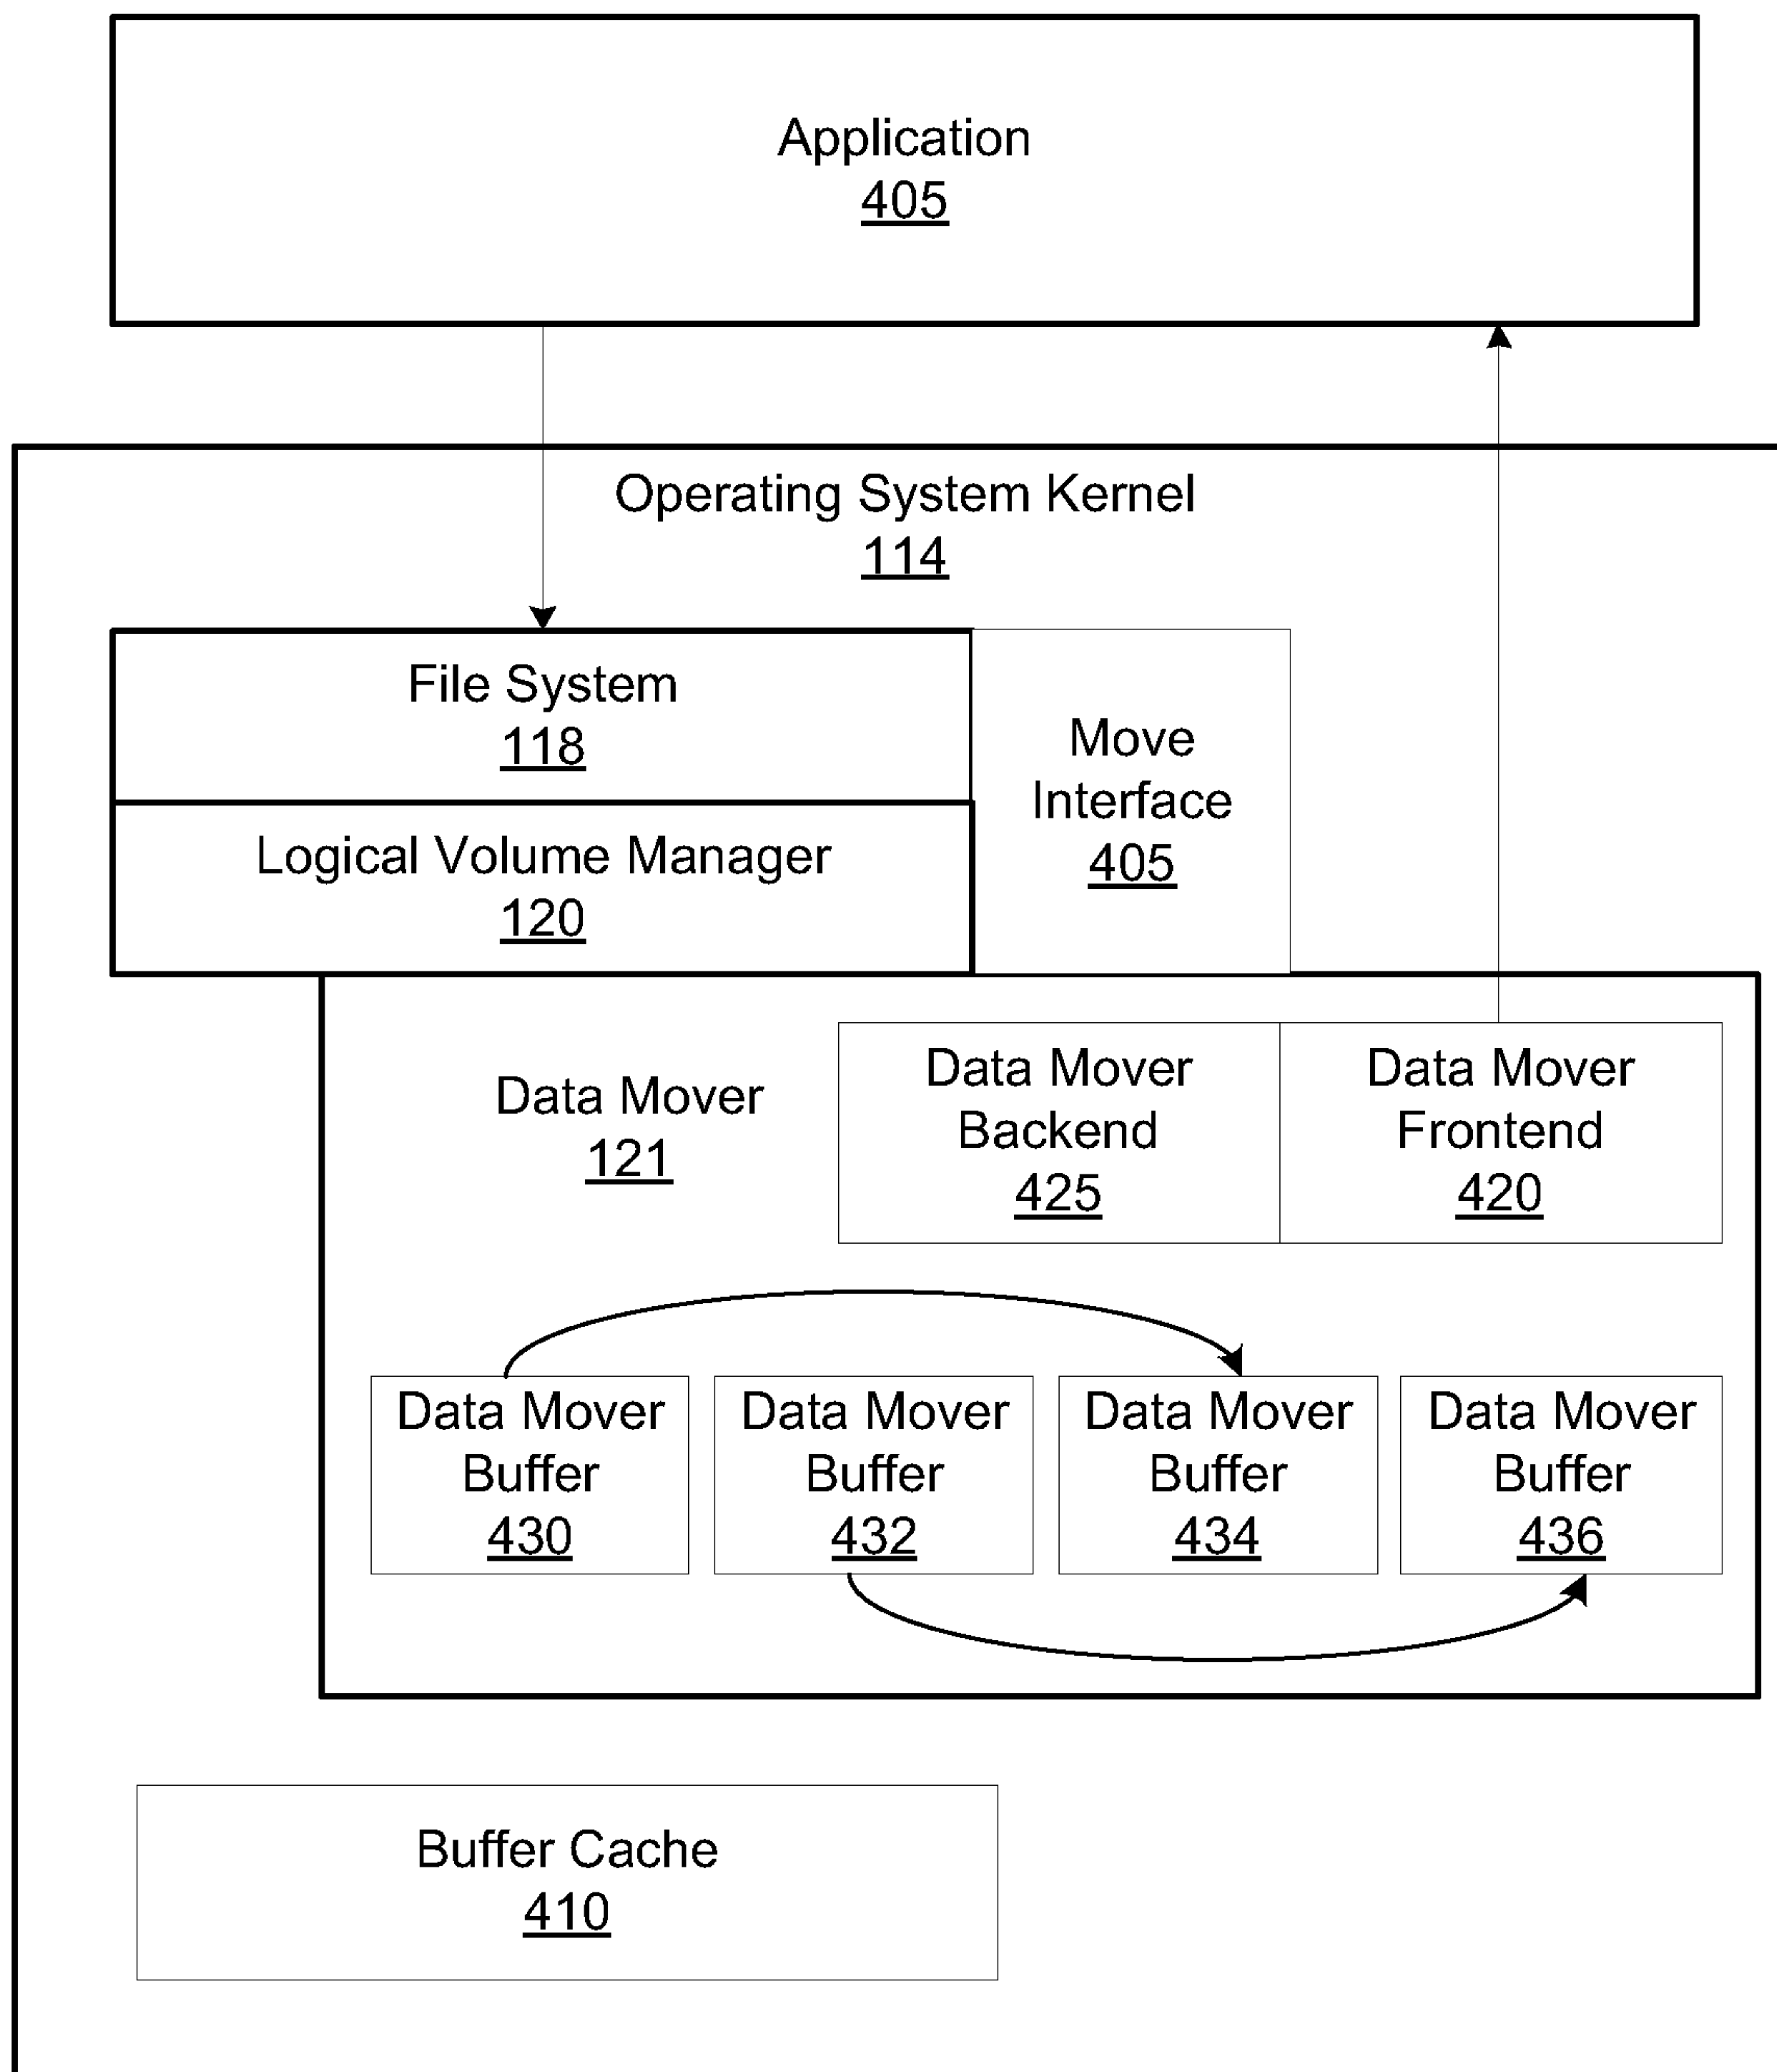 Application
405
Operating System Kernel
114
File System
118
Move
Interface
405
Logical Volume Manager
120
Data Mover
121
Data Mover
Backend
425
Data Mover
Frontend
420
Data Mover
Buffer
430
Data Mover
Buffer
432
Data Mover
Buffer
434
Data Mover
Buffer
436
Buffer Cache
410